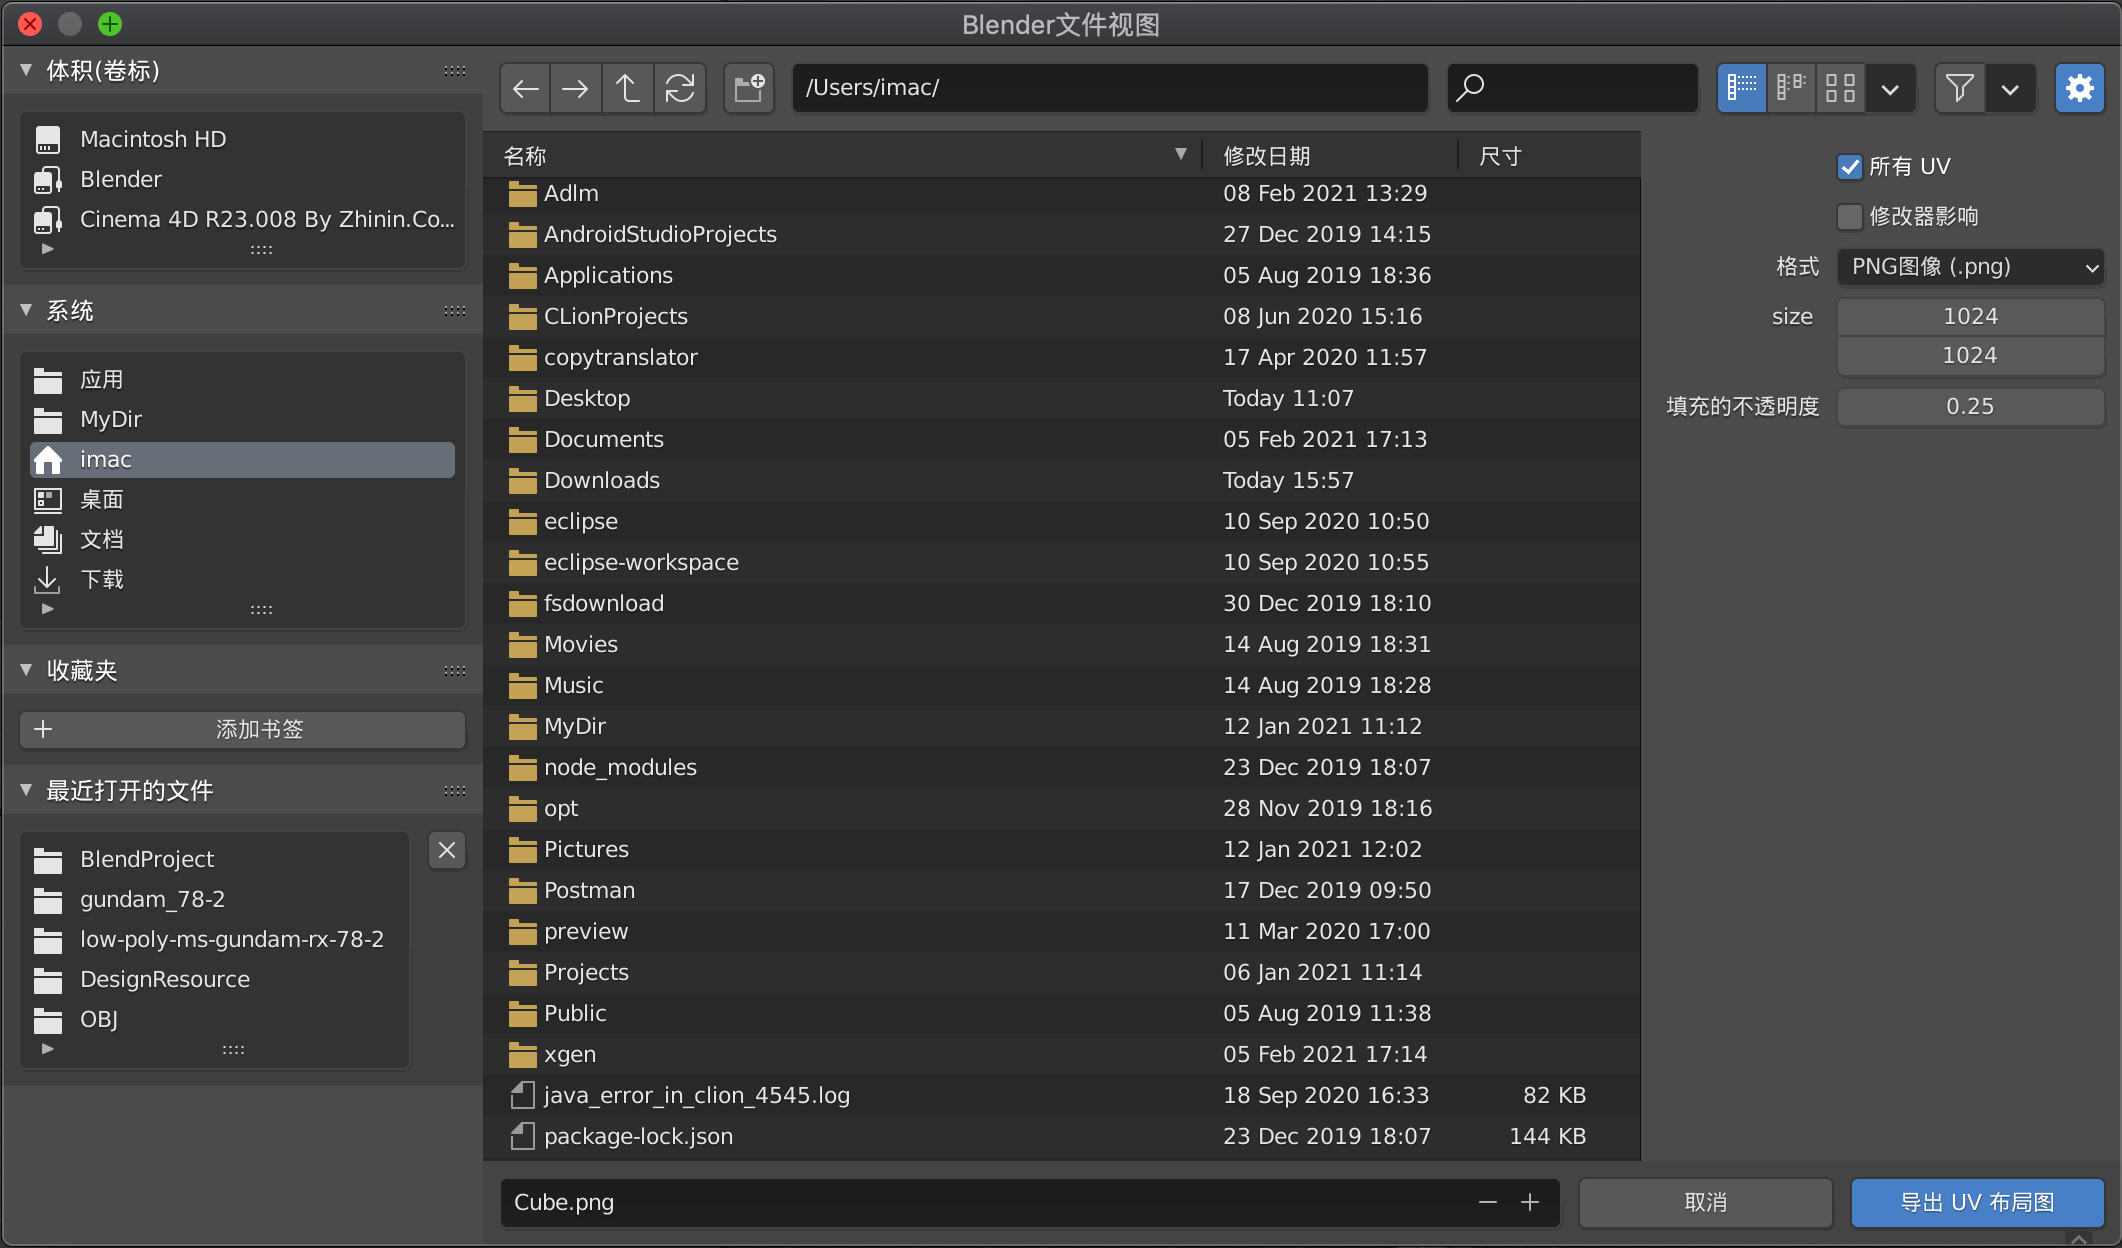 Blender文件视图
体积(卷标)
Macintosh HD
Blender
Cinema 4D R23.008 By Zhinin.Co...
系统
应用
MyDir
imac
桌面
文档
下载
收藏夹
添加书签
最近打开的文件
BlendProject
gundam_78-2
low-poly-ms-gundam-rx-78-2
DesignResource
OBJ
/Users/imac/
名称 修改日期 尺寸
Adlm 08 Feb 2021 13:29
AndroidStudioProjects 27 Dec 2019 14:15
Applications 05 Aug 2019 18:36
CLionProjects 08 Jun 2020 15:16
copytranslator 17 Apr 2020 11:57
Desktop Today 11:07
Documents 05 Feb 2021 17:13
Downloads Today 15:57
eclipse 10 Sep 2020 10:50
eclipse-workspace 10 Sep 2020 10:55
fsdownload 30 Dec 2019 18:10
Movies 14 Aug 2019 18:31
Music 14 Aug 2019 18:28
MyDir 12 Jan 2021 11:12
node_modules 23 Dec 2019 18:07
opt 28 Nov 2019 18:16
Pictures 12 Jan 2021 12:02
Postman 17 Dec 2019 09:50
preview 11 Mar 2020 17:00
Projects 06 Jan 2021 11:14
Public 05 Aug 2019 11:38
xgen 05 Feb 2021 17:14
java_error_in_clion_4545.log 18 Sep 2020 16:33 82 KB
package-lock.json 23 Dec 2019 18:07 144 KB
所有 UV
修改器影响
格式 PNG图像 (.png)
size 1024
1024
填充的不透明度 0.25
Cube.png
取消
导出 UV 布局图